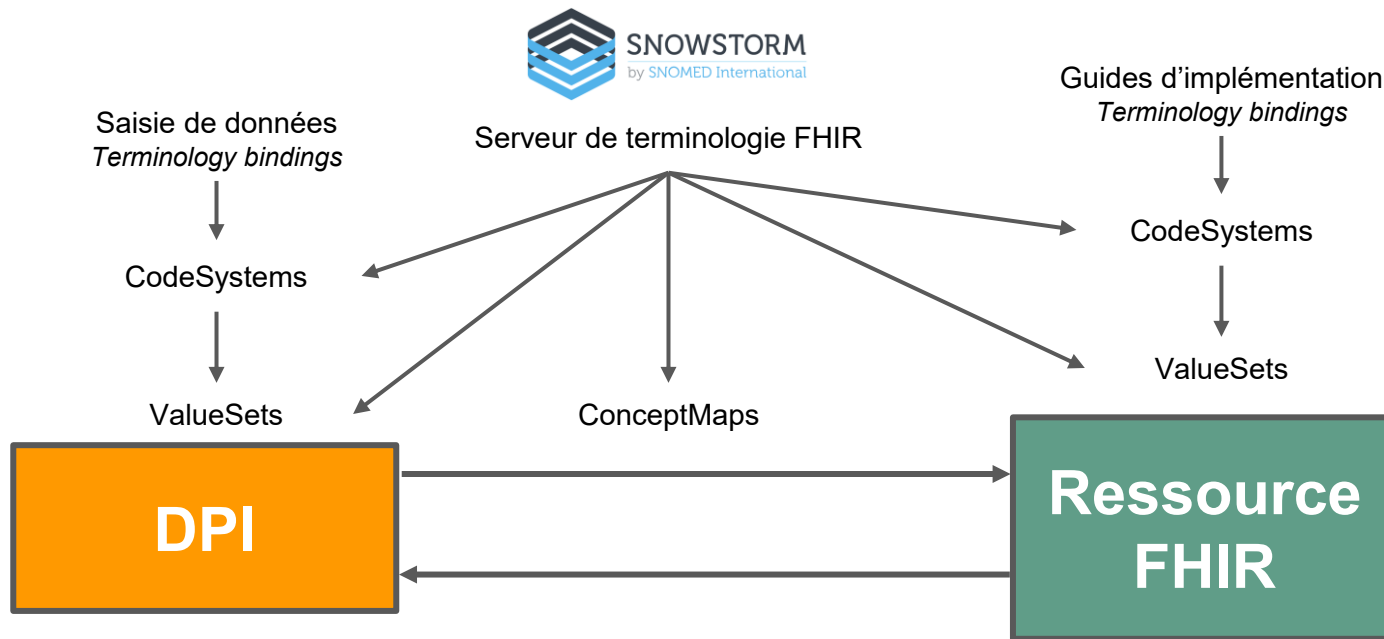 SNOWSTORM
by SNOMED International
Guides d’implémentation
Terminology bindings
Saisie de données
Terminology bindings
Serveur de terminologie FHIR
CodeSystems
CodeSystems
ValueSets
ValueSets
ConceptMaps
DPI
Ressource
FHIR